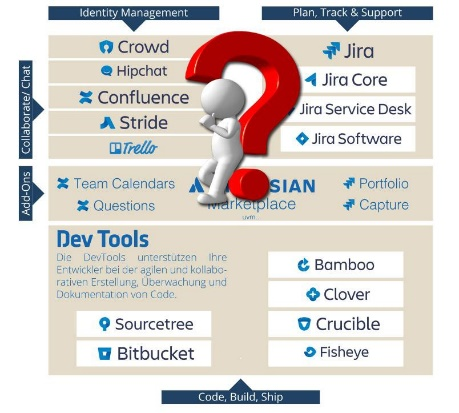 Identity Management
Plan, Track & Support
Collaborate/ Chat
Crowd
Hipchat
Confluence
Stride
Trello
Jira
Jira Core
Jira Service Desk
Jira Software
Add-Ons
Team Calendars
Questions
SIAN
Marketplace
uvm
Portfolio
Capture
Dev Tools
Die DevTools unterstützen Ihre
Entwickler bei der agilen und kollabo-
rativen Erstellung, Überwachung und
Dokumentation von Code.
Sourcetree
Bitbucket
Bamboo
Clover
Crucible
Fisheye
Code, Build, Ship